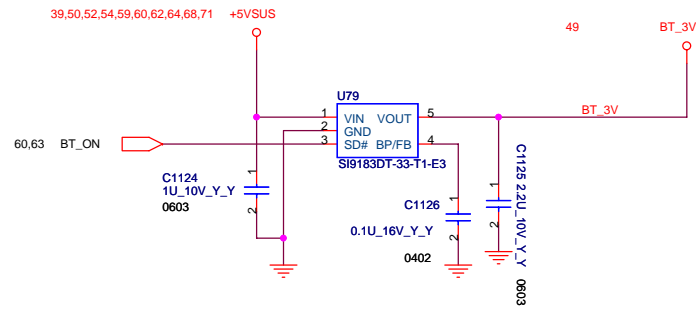 39,50,52,54,59,60,62,64,68,71 +5VSUS
49 BT_3V
U79
1 VIN VOUT 5
BT_3V
2 GND
60,63 BT_ON
3 SD# BP/FB 4
SI9183DT-33-T1-E3
C1124
1U_10V_Y_Y
0603
1
2
C1126
0.1U_16V_Y_Y
0402
1
2
C1125 2.2U_10V_Y_Y 0603
1
2